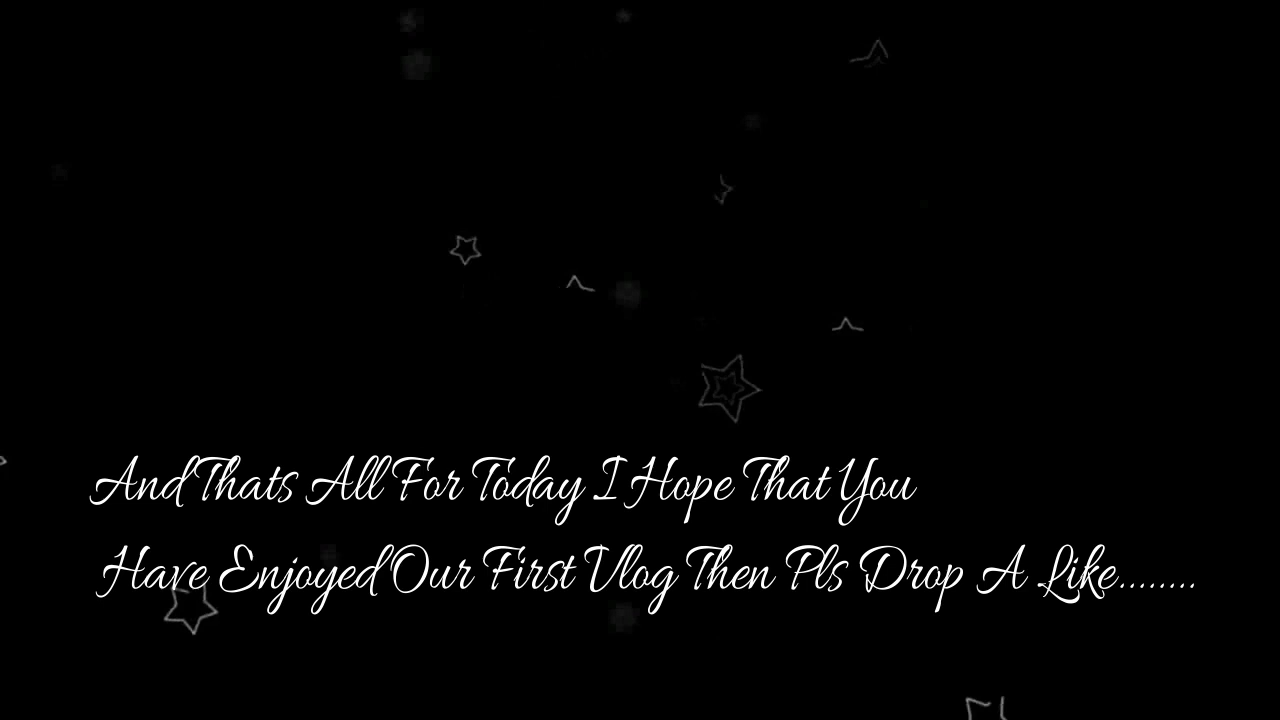 And Thats All For Today I Hope That You
Have Enjoyed Our First Vlog Then Pls Drop A Like........